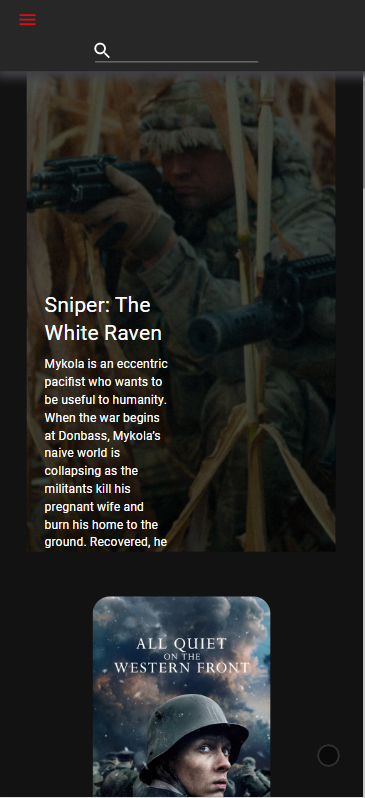 Sniper: The
White Raven
Mykola is an eccentric
pacifist who wants to
be useful to humanity.
When the war begins
at Donbass, Mykola's
naive world is
collapsing as the
militants kill his
pregnant wife and
burn his home to the
ground. Recovered, he
ALL QUIET
ON THE
WESTERN FRONT